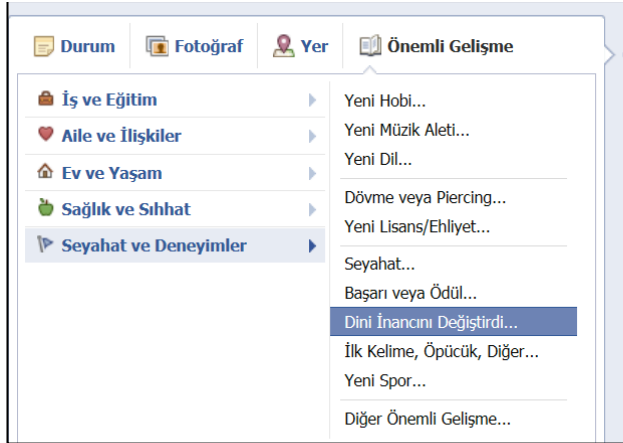 Durum Fotoğraf Yer Önemli Gelişme
İş ve Eğitim
Aile ve İlişkiler
Ev ve Yaşam
Sağlık ve Sıhhat
Seyahat ve Deneyimler
Yeni Hobi...
Yeni Müzik Aleti...
Yeni Dil...
Dövme veya Piercing...
Yeni Lisans/Ehliyet...
Seyahat...
Başarı veya Ödül...
Dini İnancını Değiştirdi...
İlk Kelime, Öpücük, Diğer...
Yeni Spor...
Diğer Önemli Gelişme...